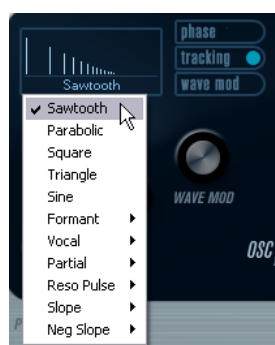 phase
tracking
wave mod
Sawtooth
✓ Sawtooth
Parabolic
Square
Triangle
Sine
Formant
Vocal
Partial
Reso Pulse
Slope
Neg Slope
WAVE MOD
OSC
P